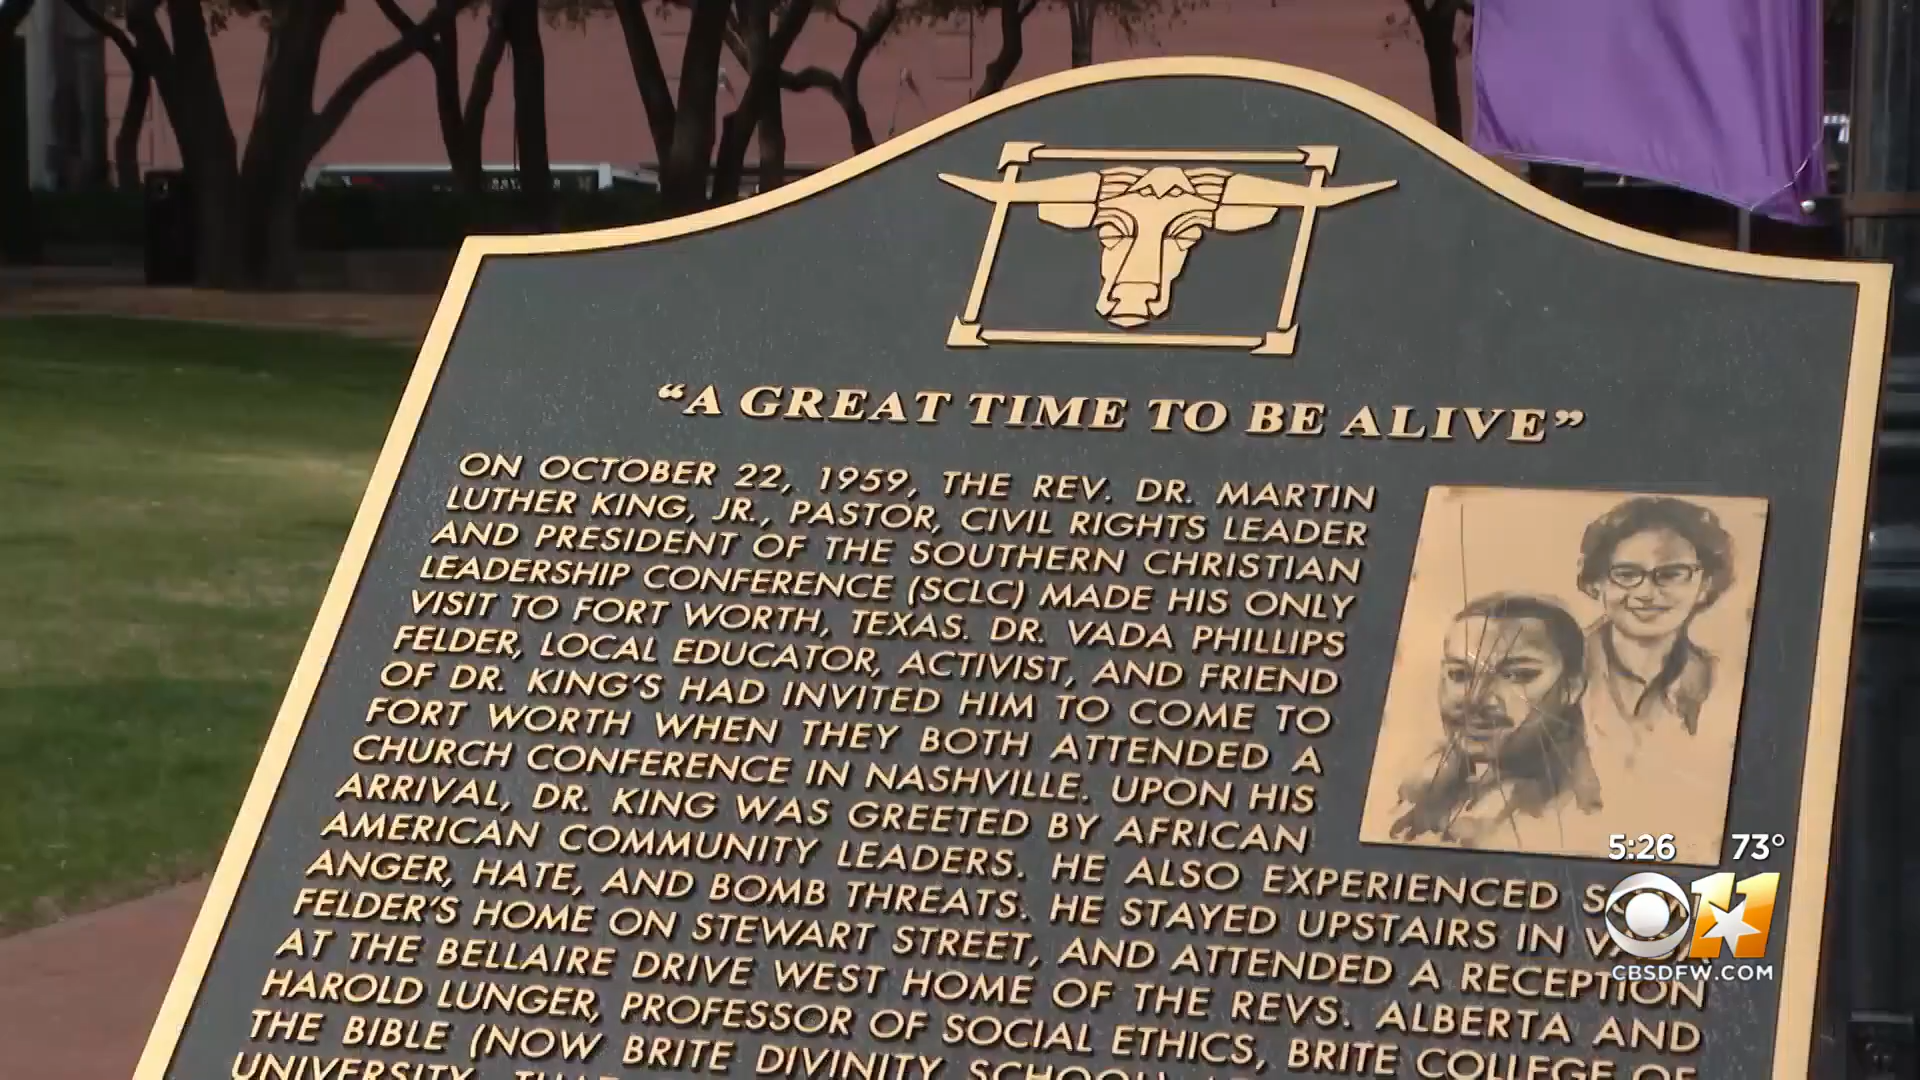 “A GREAT TIME TO BE ALIVE”
ON OCTOBER 22, 1959, THE REV. DR. MARTIN
LUTHER KING, JR., PASTOR, CIVIL RIGHTS LEADER
AND PRESIDENT OF THE SOUTHERN CHRISTIAN
LEADERSHIP CONFERENCE (SCLC) MADE HIS ONLY
VISIT TO FORT WORTH, TEXAS. DR. VADA PHILLIPS
FELDER, LOCAL EDUCATOR, ACTIVIST, AND FRIEND
OF DR. KING'S HAD INVITED HIM TO COME TO
FORT WORTH WHEN THEY BOTH ATTENDED A
CHURCH CONFERENCE IN NASHVILLE. UPON HIS
ARRIVAL, DR. KING WAS GREETED BY AFRICAN
AMERICAN COMMUNITY LEADERS. HE ALSO EXPERIENCED
ANGER, HATE, AND BOMB THREATS. HE STAYED UPSTAIRS IN
FELDER'S HOME ON STEWART STREET, AND ATTENDED A RECEPTION
AT THE BELLAIRE DRIVE WEST HOME OF THE REVS. ALBERTA AND
HAROLD LUNGER, PROFESSOR OF SOCIAL ETHICS, BRITE COLLEGE OF
THE BIBLE (NOW BRITE DIVINITY SCHOOL)
UNIVERSITY.
5:26 73°
11
CBSDFW.COM